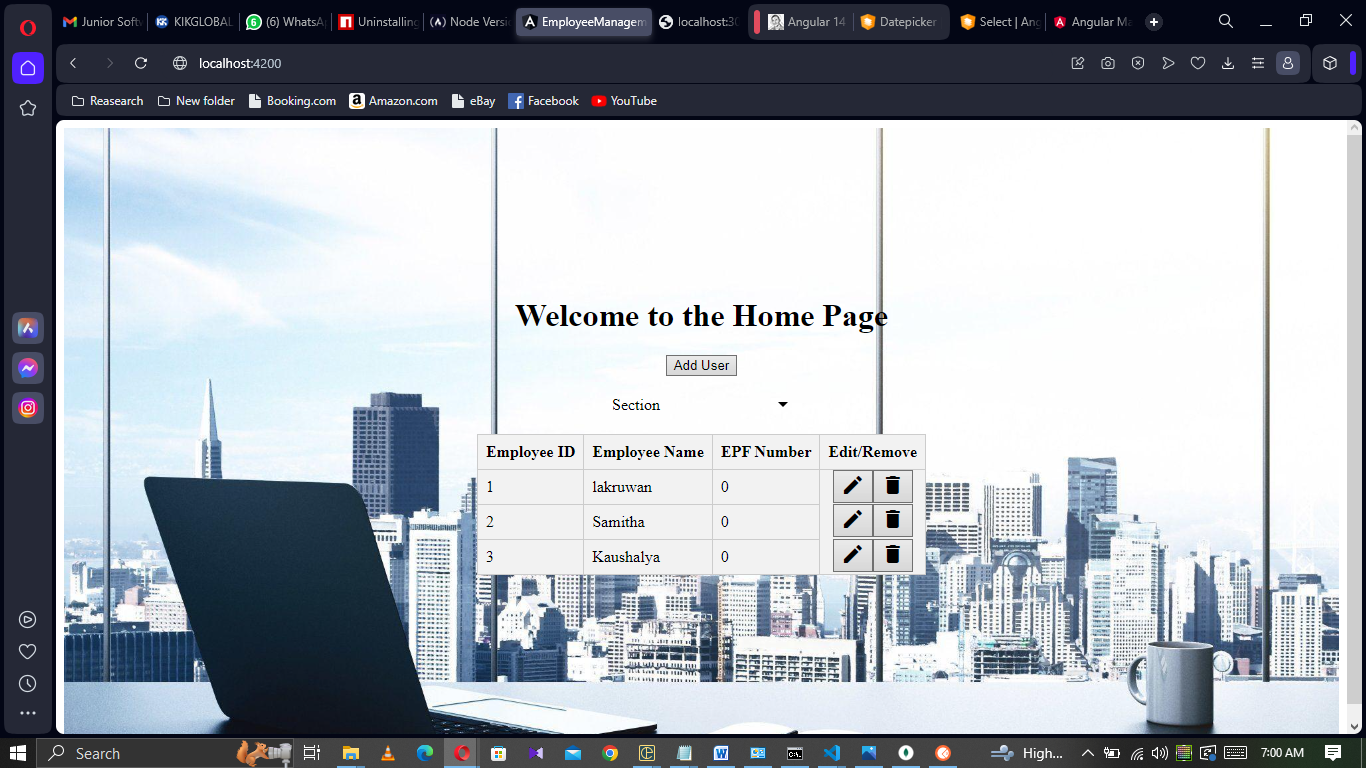 Junior Softw
KIKGLOBAL
(6) WhatsA
Uninstalling
Node Versio
EmployeeManagem
localhost:30
Angular 14
Datepicker
Select | Ang
Angular Ma
localhost:4200
Reasearch
New folder
Booking.com
Amazon.com
eBay
Facebook
YouTube
Welcome to the Home Page
Add User
Section
Employee ID Employee Name EPF Number Edit/Remove
1 lakruwan 0
2 Samitha 0
3 Kaushalya 0
Search
High...
7:00 AM